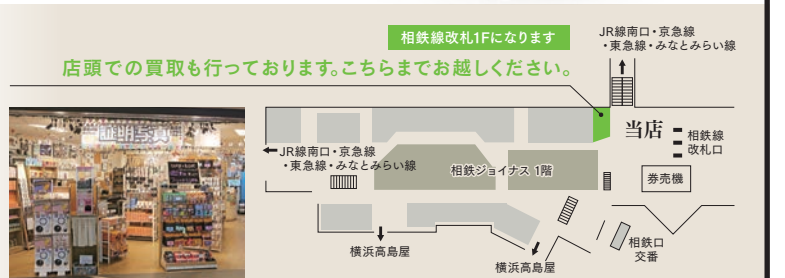 相鉄線改札1Fになります
店頭での買取も行っております。こちらまでお越しください。
JR線南口・京急線
・東急線・みなとみらい線
証明写真
当店
相鉄線
改札口
JR線南口・京急線
・東急線・みなとみらい線
相鉄ジョイナス 1階
券売機
横浜高島屋
横浜高島屋
相鉄口
交番